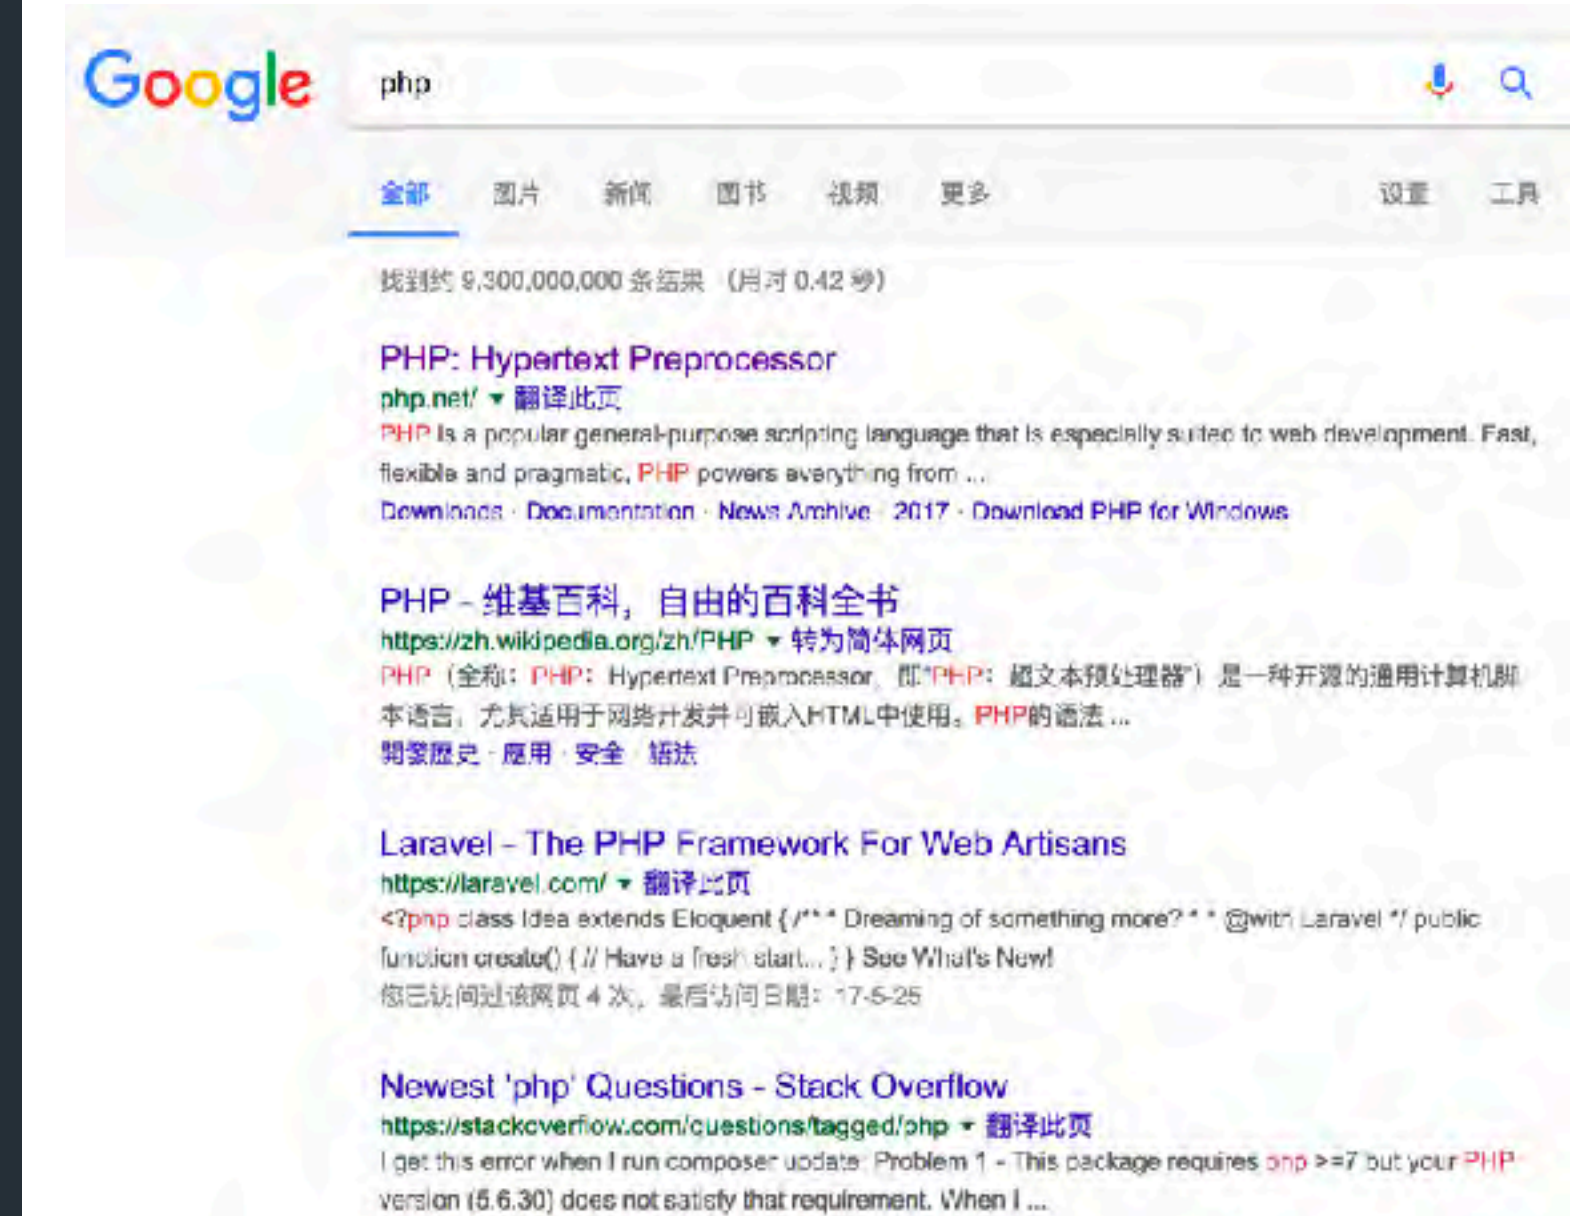 Google
php
全部 图片 新闻 图书 视频 更多 设置 工具
找到约 9,300,000,000 条结果 (用时 0.42 秒)
PHP: Hypertext Preprocessor
php.net/ ▼ 翻译此页
PHP is a popular general-purpose scripting language that is especially suited to web development. Fast,
flexible and pragmatic, PHP powers everything from ...
Downloads · Documentation · News Archive - 2017 · Download PHP for Windows
PHP - 维基百科,自由的百科全书
https://zh.wikipedia.org/zh/PHP ▼ 转为简体网页
PHP(全称:PHP:Hypertext Preprocessor,即"PHP:超文本预处理器")是一种开源的通用计算机脚
本语言,尤其适用于网络开发并可嵌入HTML中使用。PHP的语法 ...
開發歷史 · 應用 · 安全 · 語法
Laravel - The PHP Framework For Web Artisans
https://laravel.com/ ▼ 翻译此页
<?php class Idea extends Eloquent { /** * Dreaming of something more? * * @with Laravel */ public
function create() { // Have a fresh start... } } See What's New!
您已访问过该网页 4 次。最后访问日期: 17-5-25
Newest 'php' Questions - Stack Overflow
https://stackoverflow.com/questions/tagged/php ▼ 翻译此页
I get this error when I run composer update: Problem 1 - This package requires php >=7 but your PHP
version (5.6.30) does not satisfy that requirement. When I ...